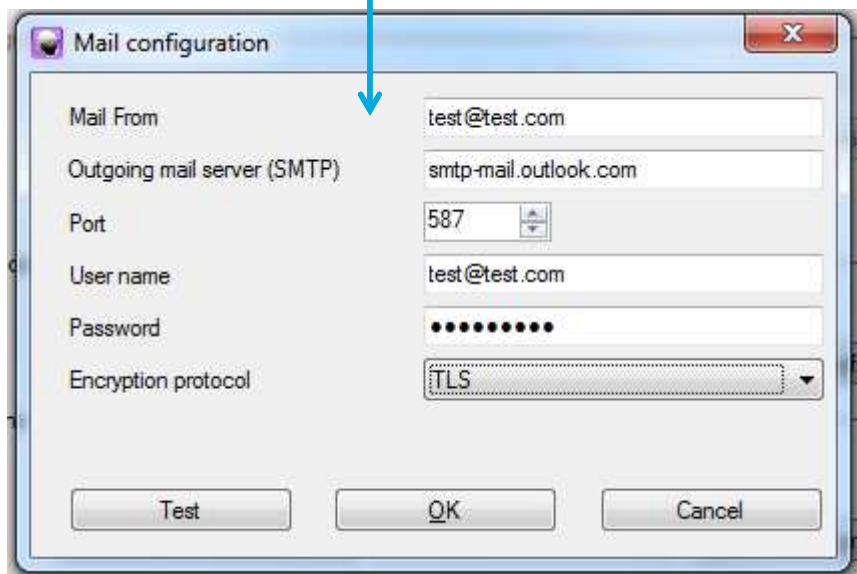 Mail configuration
Mail From test@test.com
Outgoing mail server (SMTP) smtp-mail.outlook.com
Port 587
User name test@test.com
Password •••••••••
Encryption protocol TLS
Test OK Cancel